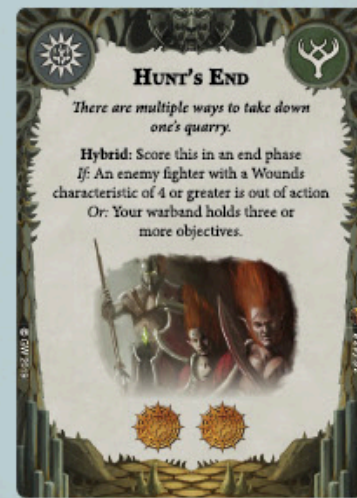 HUNT'S END
There are multiple ways to take down
one's quarry.
Hybrid: Score this in an end phase
If: An enemy fighter with a Wounds
characteristic of 4 or greater is out of action
Or: Your warband holds three or
more objectives.
© GW 2019